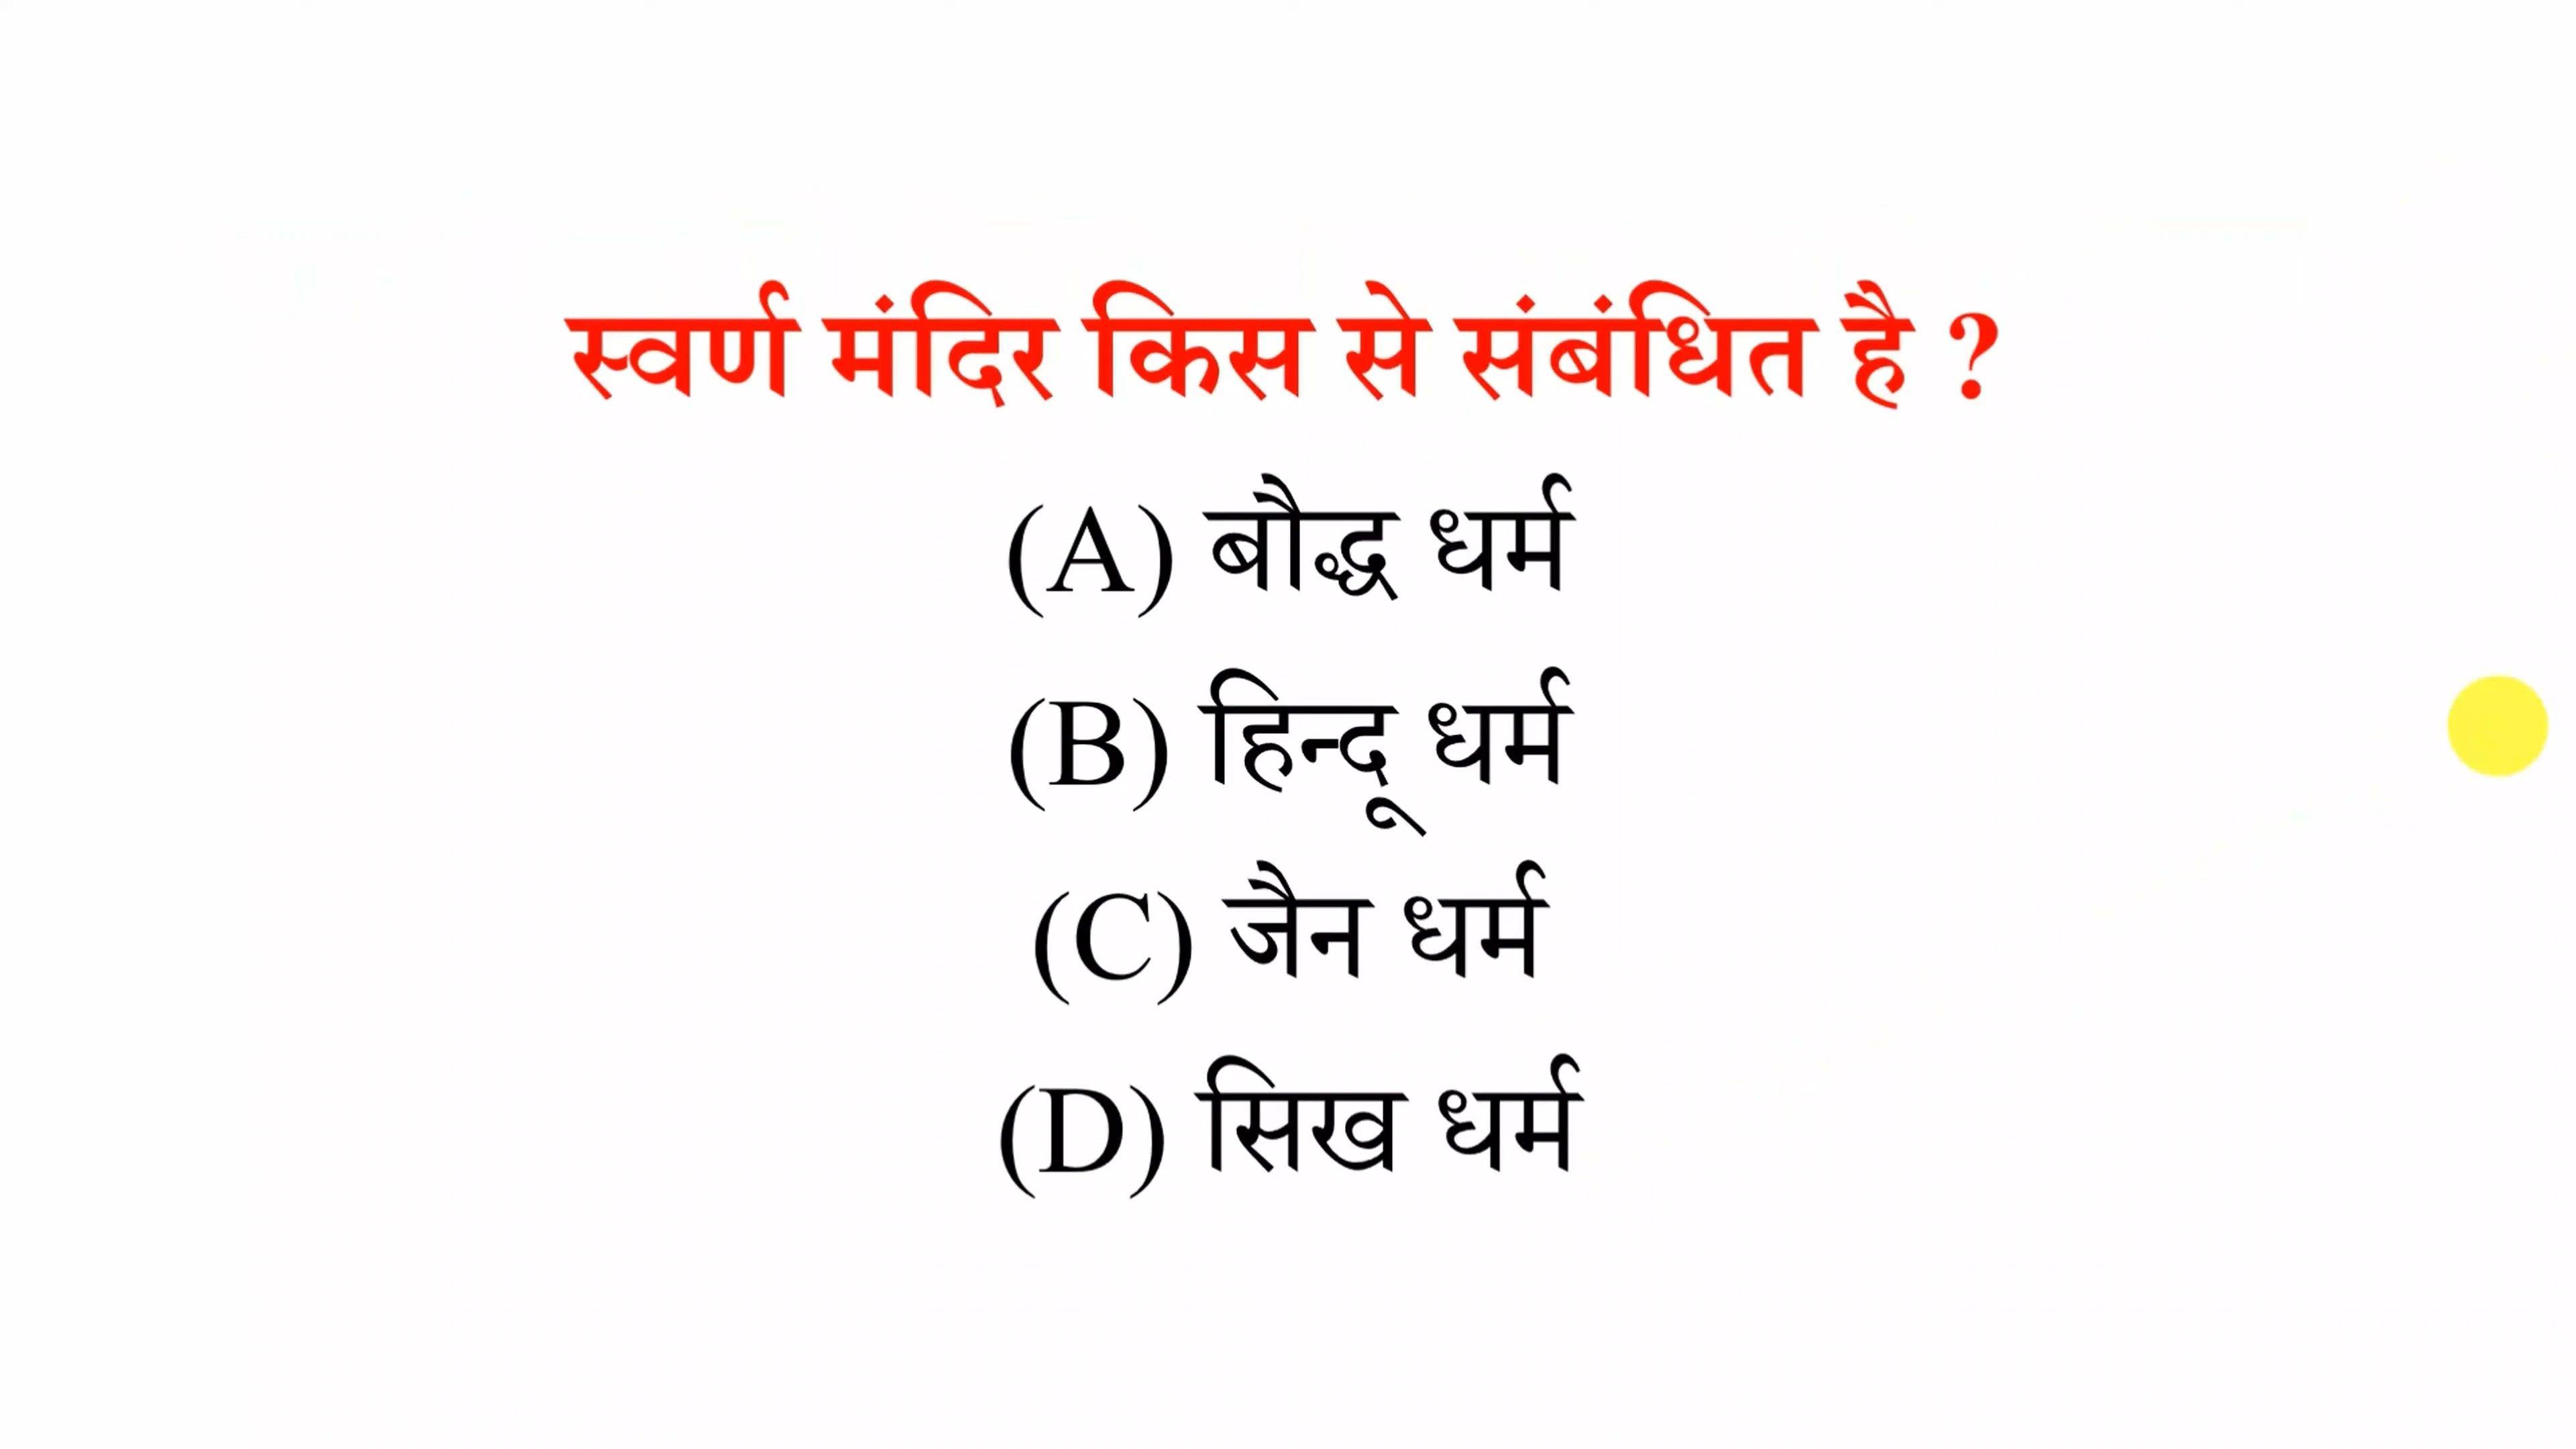 स्वर्ण मंदिर किस से संबंधित है ?
(A) बौद्ध धर्म
(B) हिन्दू धर्म
(C) जैन धर्म
(D) सिख धर्म